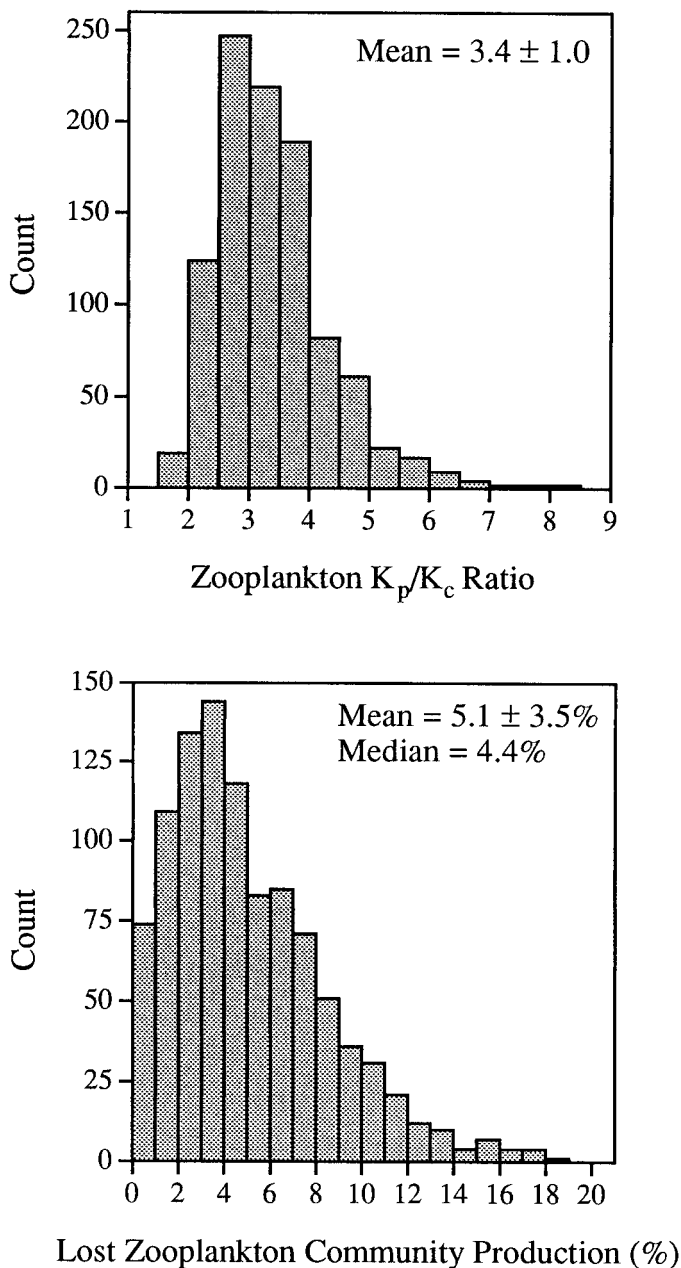 250
200
150
100
50
0
Count
Mean = 3.4 ± 1.0
1 2 3 4 5 6 7 8 9
Zooplankton Kp/Kc Ratio
150
125
100
75
50
25
0
Count
Mean = 5.1 ± 3.5%
Median = 4.4%
0 2 4 6 8 10 12 14 16 18 20
Lost Zooplankton Community Production (%)